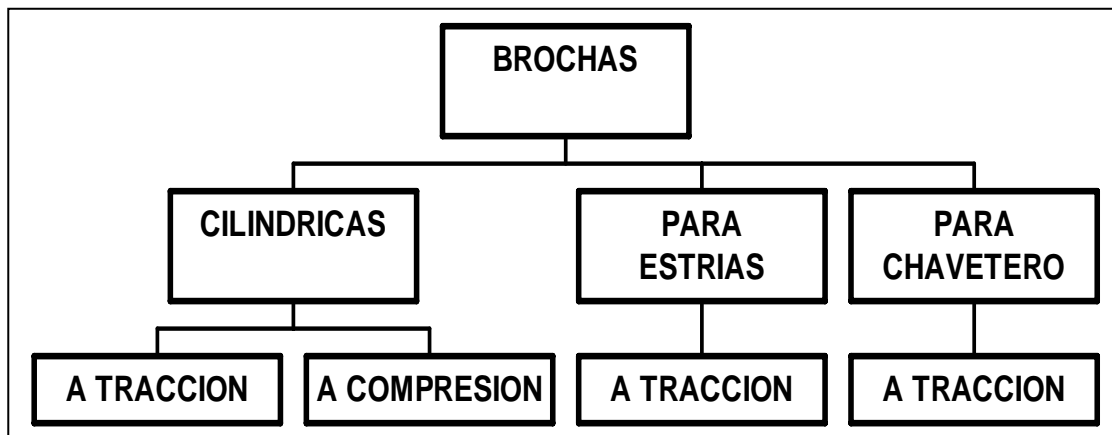 BROCHAS
CILINDRICAS
PARA
ESTRIAS
PARA
CHAVETERO
A TRACCION
A COMPRESION
A TRACCION
A TRACCION